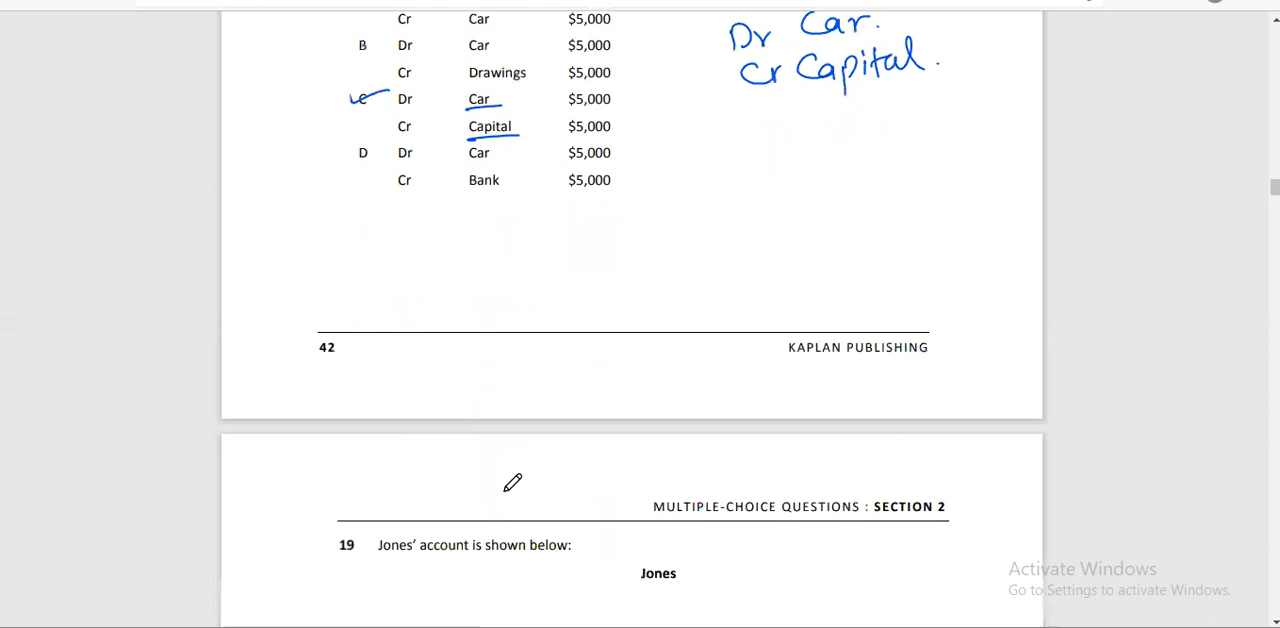 Cr Car $5,000
B Dr Car $5,000
Cr Drawings $5,000
C Dr Car $5,000
Cr Capital $5,000
D Dr Car $5,000
Cr Bank $5,000
Dr Car.
Cr Capital.
42 KAPLAN PUBLISHING
MULTIPLE-CHOICE QUESTIONS : SECTION 2
19 Jones’ account is shown below:
Jones
Activate Windows
Go to Settings to activate Windows.